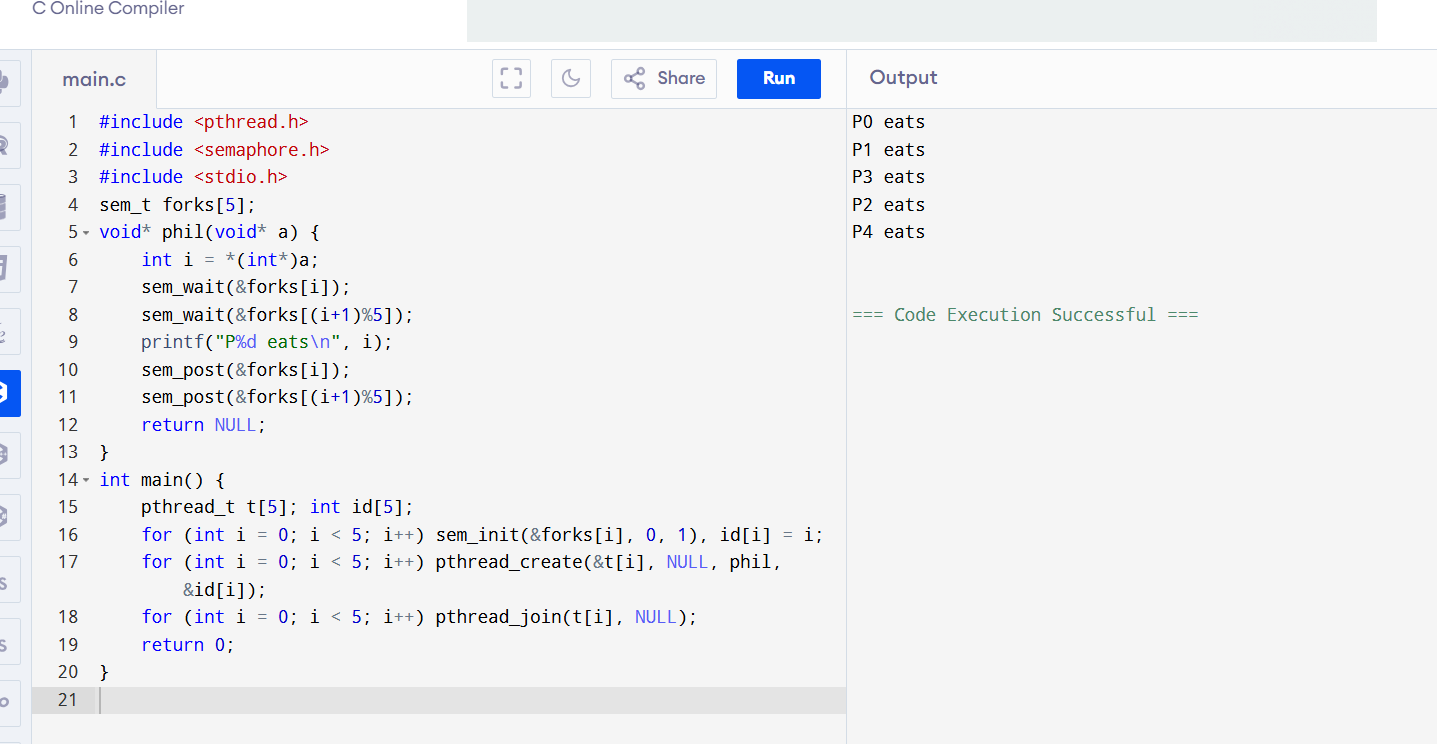 C Online Compiler
main.c
Share
Run
Output
1 #include <pthread.h>
2 #include <semaphore.h>
3 #include <stdio.h>
4 sem_t forks[5];
5 void* phil(void* a) {
6     int i = *(int*)a;
7     sem_wait(&forks[i]);
8     sem_wait(&forks[(i+1)%5]);
9     printf("P%d eats\n", i);
10     sem_post(&forks[i]);
11     sem_post(&forks[(i+1)%5]);
12     return NULL;
13 }
14 int main() {
15     pthread_t t[5]; int id[5];
16     for (int i = 0; i < 5; i++) sem_init(&forks[i], 0, 1), id[i] = i;
17     for (int i = 0; i < 5; i++) pthread_create(&t[i], NULL, phil,
        &id[i]);
18     for (int i = 0; i < 5; i++) pthread_join(t[i], NULL);
19     return 0;
20 }
21
P0 eats
P1 eats
P3 eats
P2 eats
P4 eats
=== Code Execution Successful ===